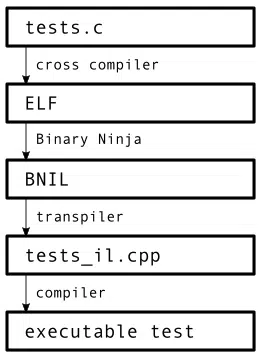 tests.c
cross compiler
ELF
Binary Ninja
BNIL
transpiler
tests_il.cpp
compiler
executable test